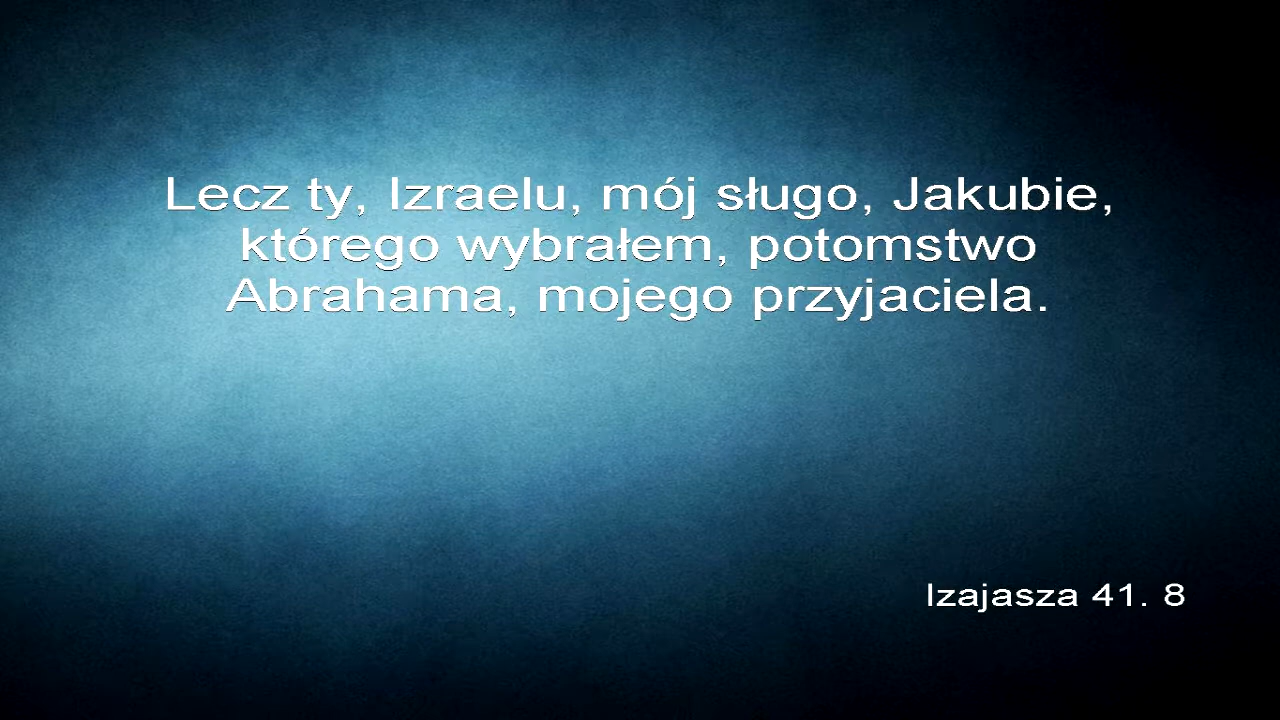 Lecz ty, Izraelu, mój sługo, Jakubie,
którego wybrałem, potomstwo
Abrahama, mojego przyjaciela.
Izajasza 41. 8